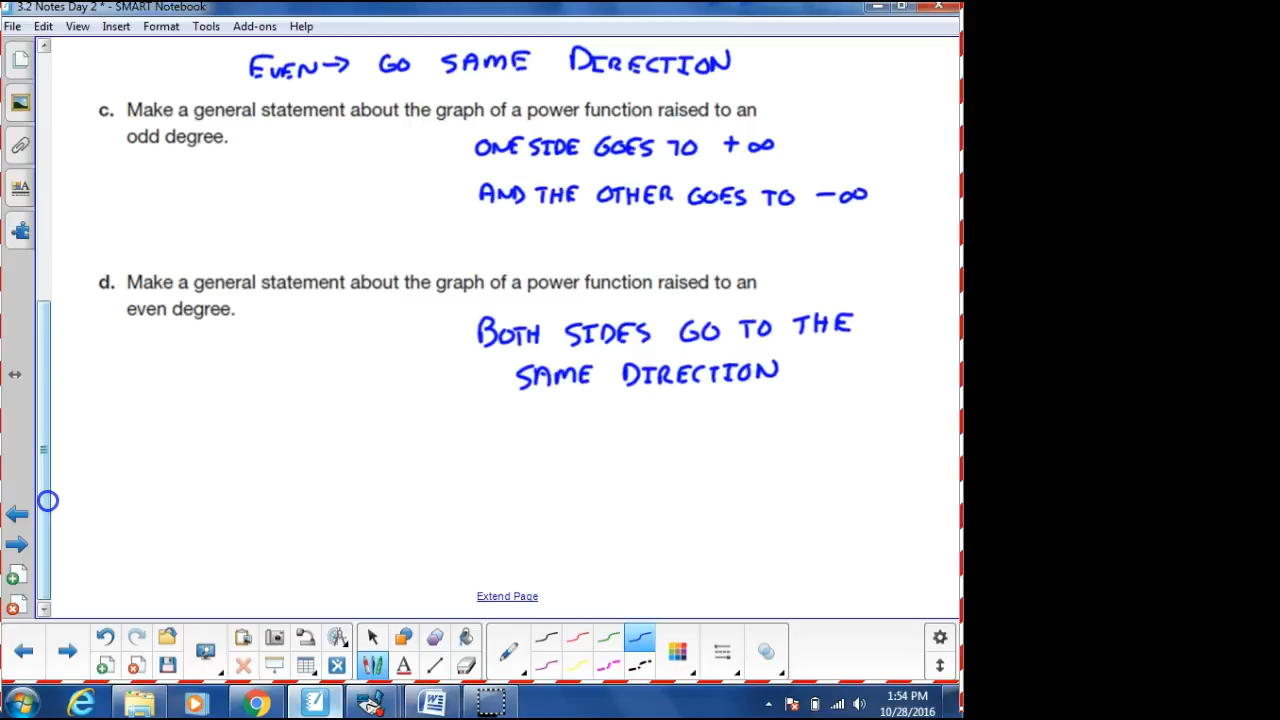 3.2 Notes Day 2 * - SMART Notebook
File Edit View Insert Format Tools Add-ons Help
EVEN→ GO SAME DIRECTION
c. Make a general statement about the graph of a power function raised to an
odd degree.
ONE SIDE GOES TO +∞
AND THE OTHER GOES TO -∞
d. Make a general statement about the graph of a power function raised to an
even degree.
BOTH SIDES GO TO THE
SAME DIRECTION
Extend Page
1:54 PM
10/28/2016